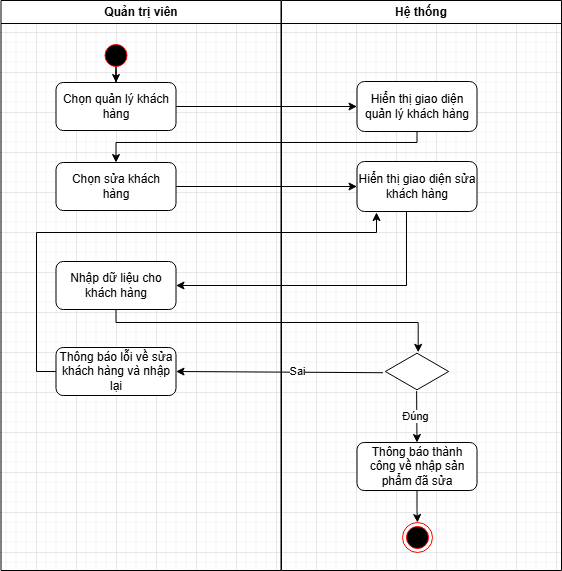 Quản trị viên
Hệ thống
Chọn quản lý khách
hàng
Hiển thị giao diện
quản lý khách hàng
Chọn sửa khách
hàng
Hiển thị giao diện sửa
khách hàng
Nhập dữ liệu cho
khách hàng
Thông báo lỗi về sửa
khách hàng và nhập
lại
Sai
Đúng
Thông báo thành
công về nhập sản
phẩm đã sửa